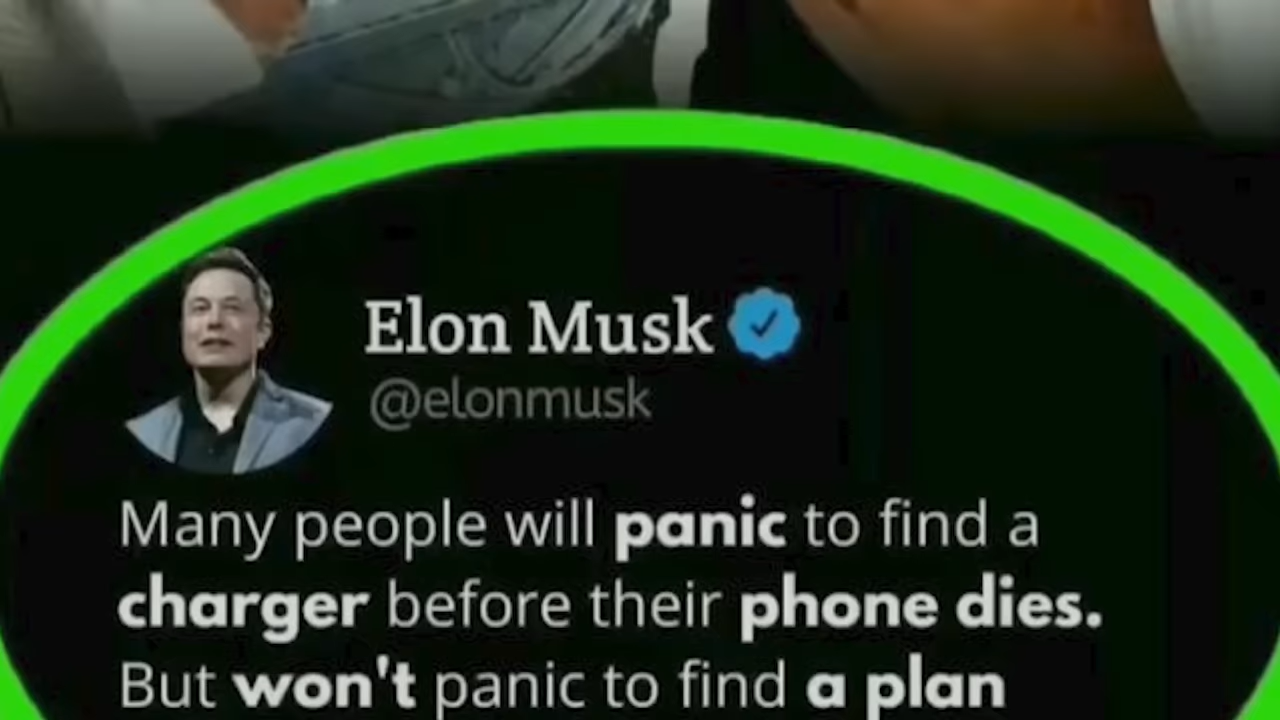 Elon Musk
@elonmusk
Many people will panic to find a
charger before their phone dies.
But won't panic to find a plan